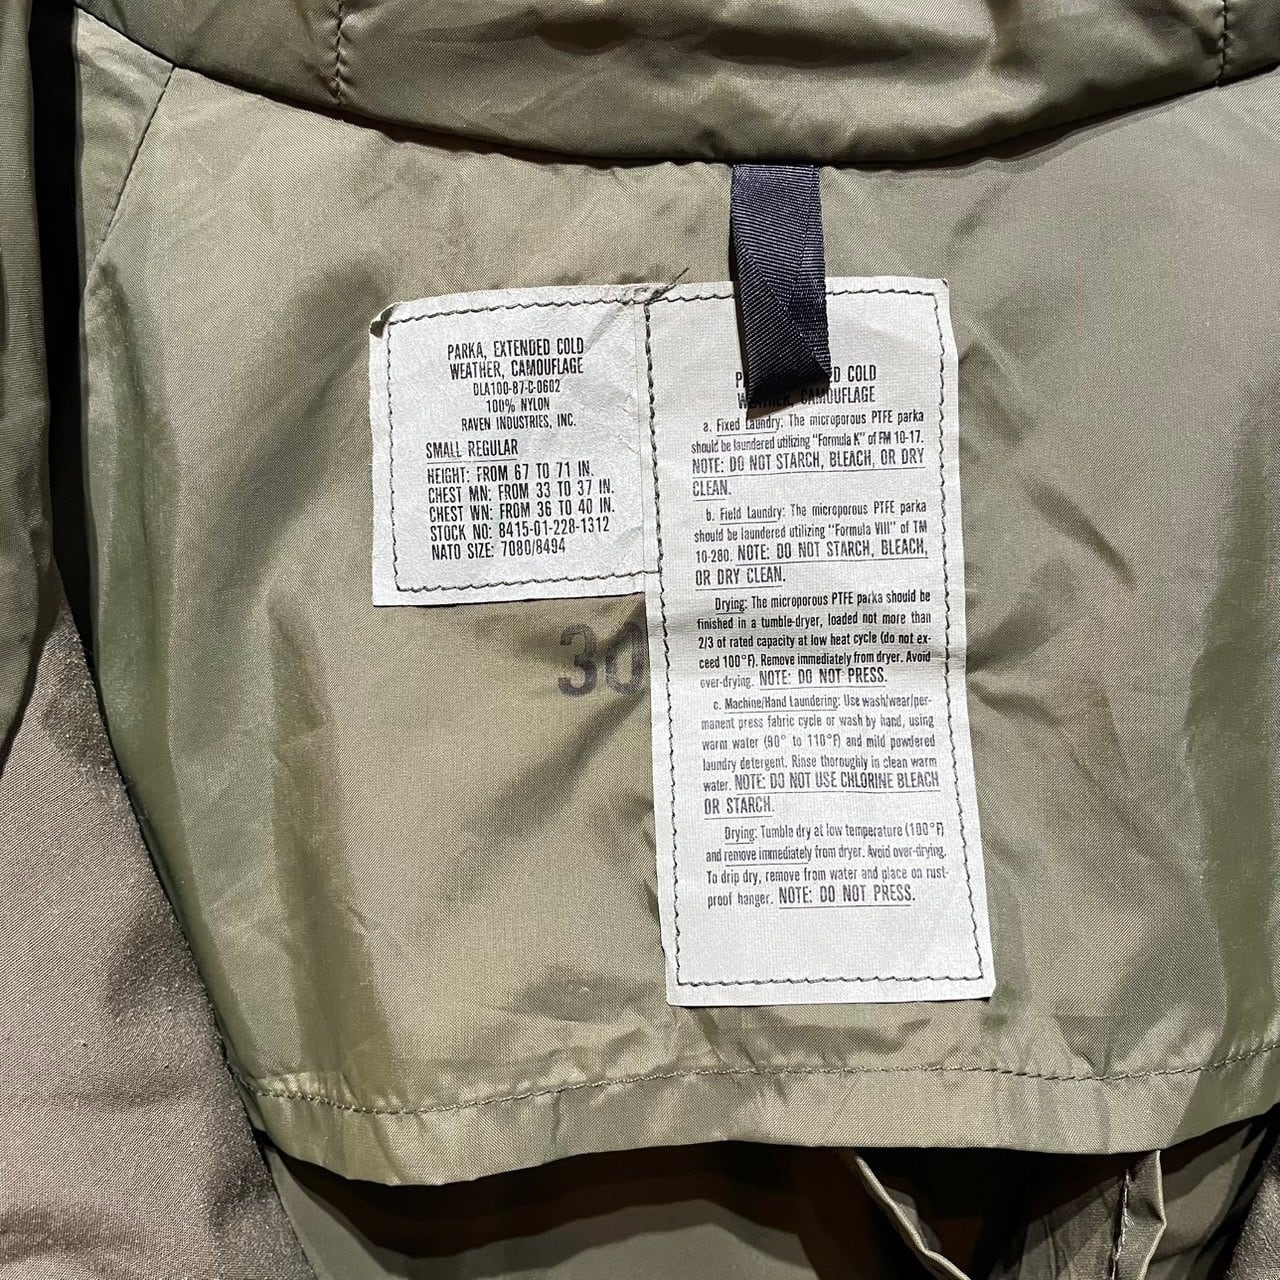 PARKA, EXTENDED COLD
WEATHER, CAMOUFLAGE
DLA100-87-C-0602
100% NYLON
RAVEN INDUSTRIES, INC.
SMALL REGULAR
HEIGHT: FROM 67 TO 71 IN.
CHEST MN: FROM 33 TO 37 IN.
CHEST WN: FROM 36 TO 40 IN.
STOCK NO: 8415-01-228-1312
NATO SIZE: 7080/8494
30
COLD
CAMOUFLAGE
a. Fixed Laundry: The microporous PTFE parka
should be laundered utilizing "Formula K" of FM 10-17.
NOTE: DO NOT STARCH, BLEACH, OR DRY
CLEAN.
b. Field Laundry: The microporous PTFE parka
should be laundered utilizing "Formula VIII" of TM
10-280. NOTE: DO NOT STARCH, BLEACH,
OR DRY CLEAN.
Drying: The microporous PTFE parka should be
finished in a tumble-dryer, loaded not more than
2/3 of rated capacity at low heat cycle (do not ex-
ceed 100°F). Remove immediately from dryer. Avoid
over-drying. NOTE: DO NOT PRESS.
c. Machine/Hand Laundering: Use wash/wear/per-
manent press fabric cycle or wash by hand, using
warm water (90° to 110°F) and mild powdered
laundry detergent. Rinse thoroughly in clean warm
water. NOTE: DO NOT USE CHLORINE BLEACH
OR STARCH.
Drying: Tumble dry at low temperature (100°F)
and remove immediately from dryer. Avoid over-drying.
To drip dry, remove from water and place on rust-
proof hanger. NOTE: DO NOT PRESS.